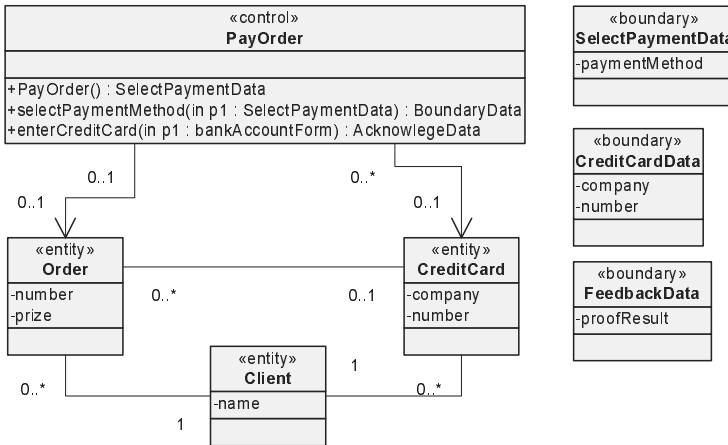 «control»
PayOrder
+PayOrder() : SelectPaymentData
+selectPaymentMethod(in p1 : SelectPaymentData) : BoundaryData
+enterCreditCard(in p1 : bankAccountForm) : AcknowlegeData
«boundary»
SelectPaymentData
-paymentMethod
«boundary»
CreditCardData
-company
-number
«boundary»
FeedbackData
-proofResult
0..1
0..1
0..*
0..1
«entity»
Order
-number
-prize
0..*
0..1
«entity»
CreditCard
-company
-number
0..*
1
«entity»
Client
-name
1
0..*